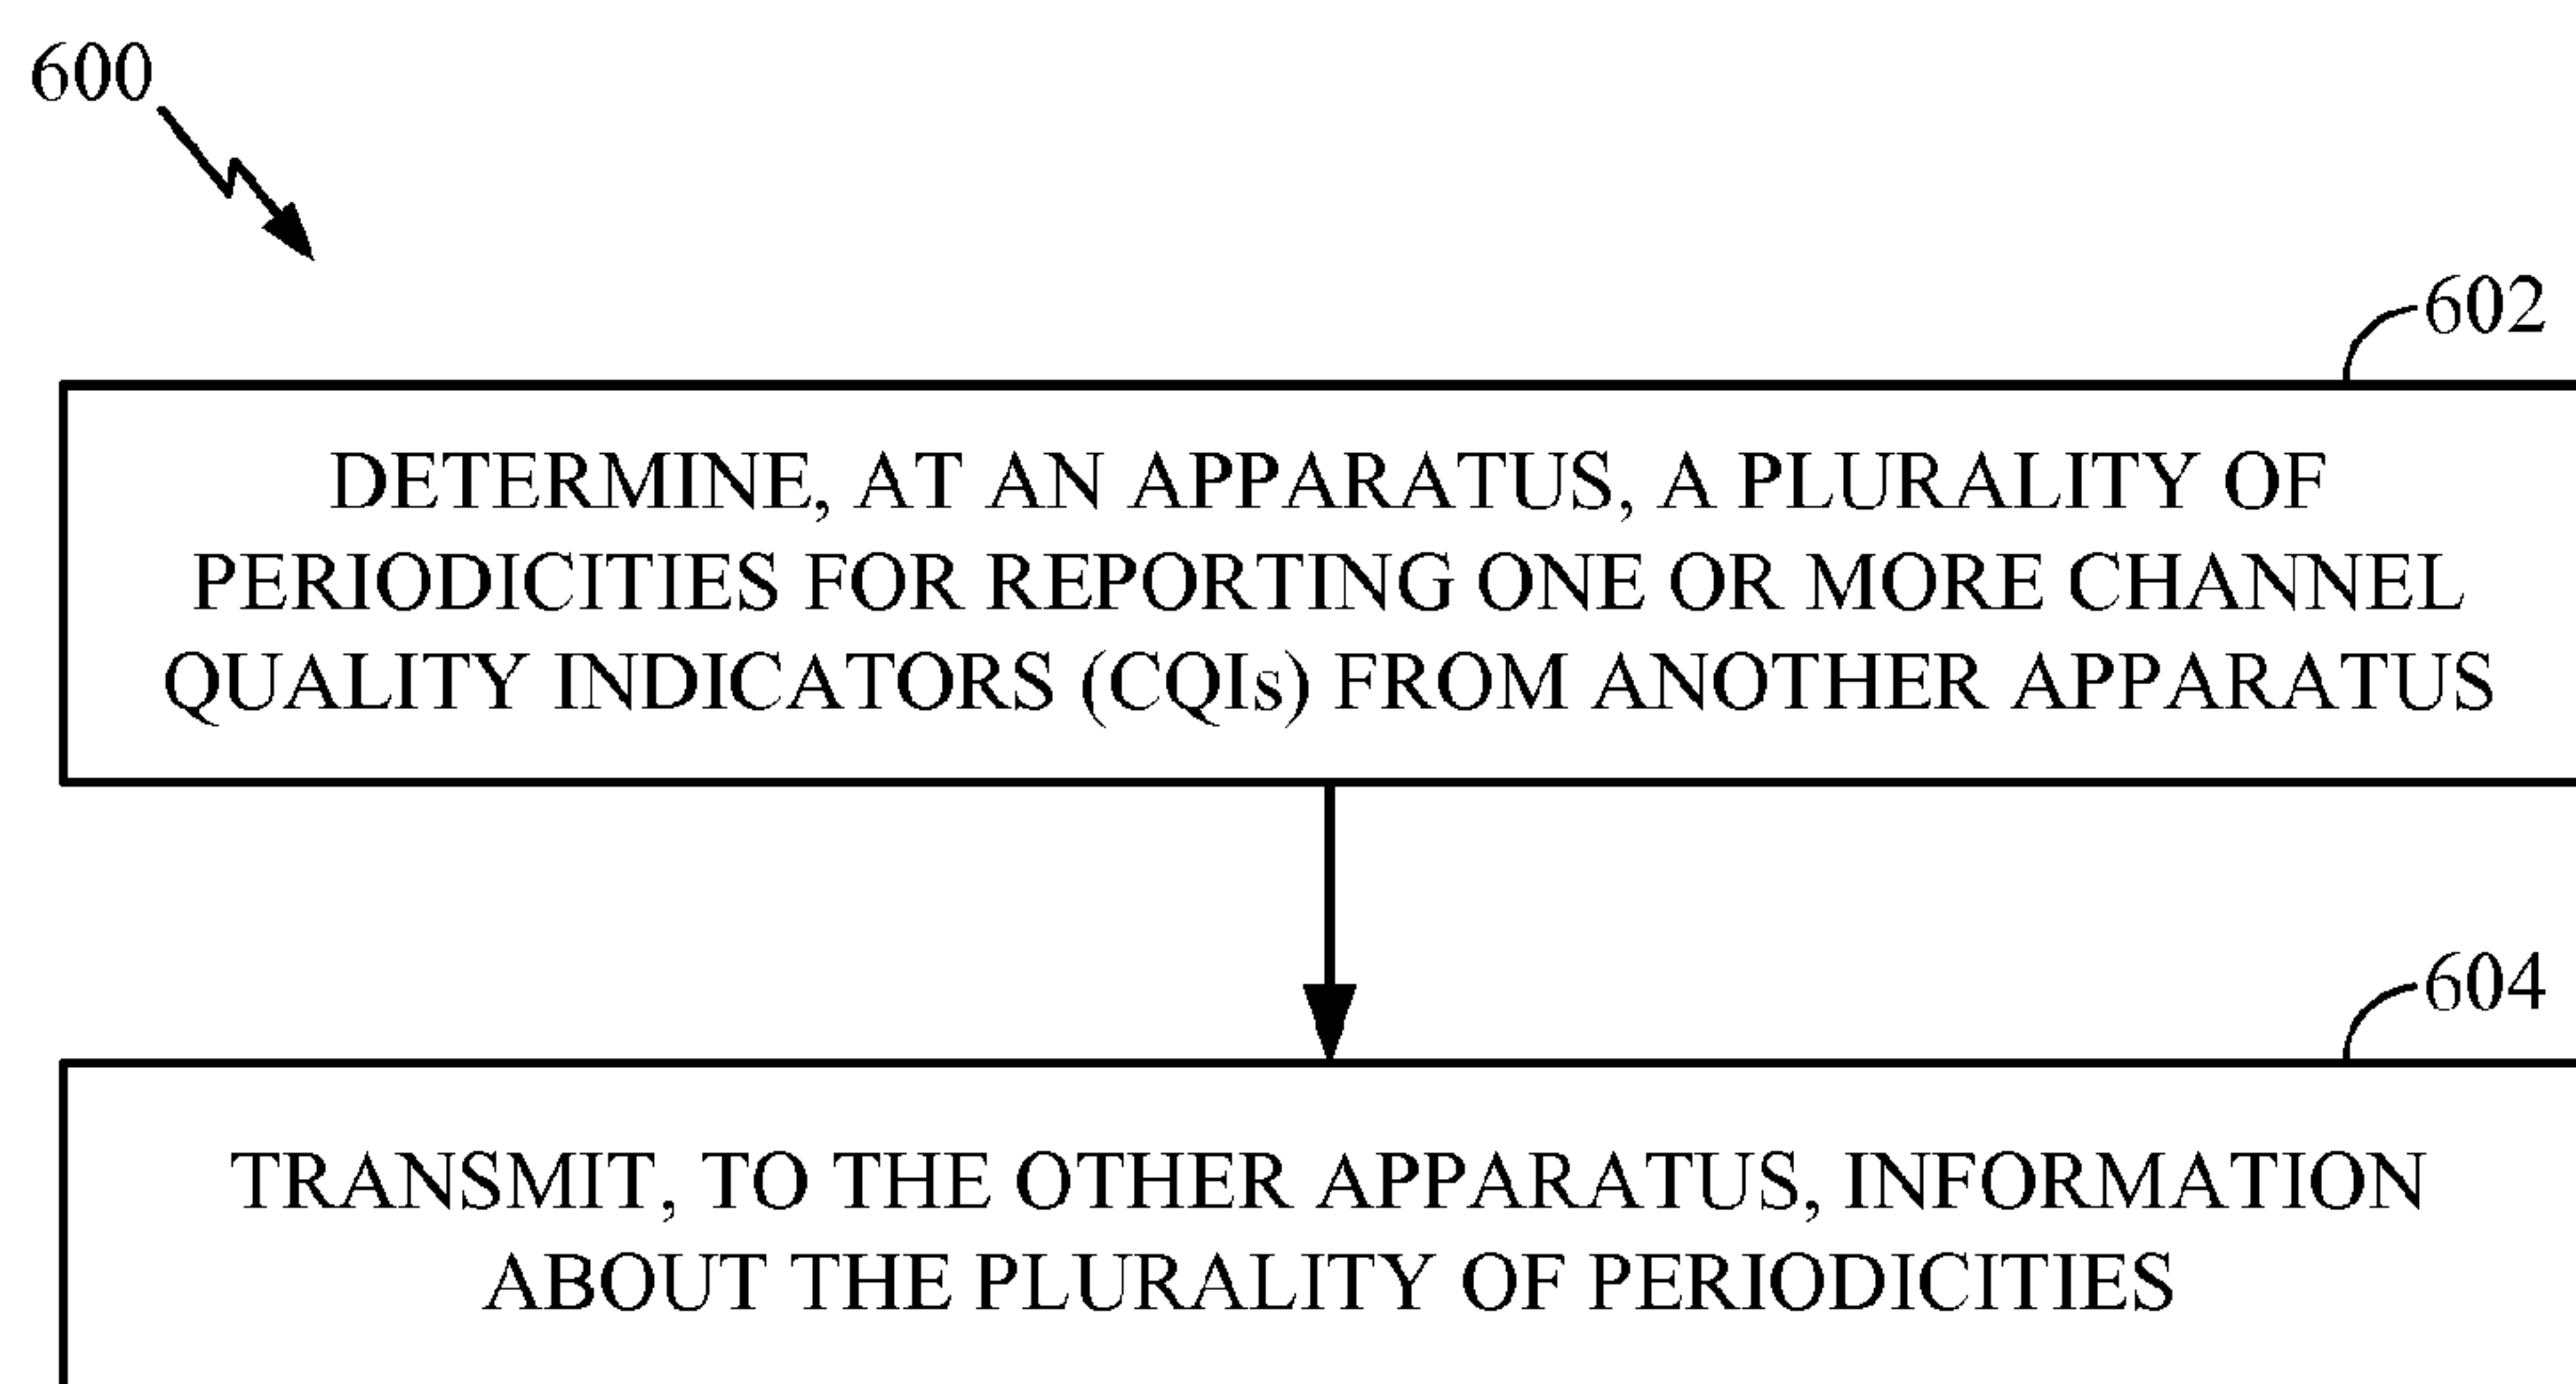 600
602
DETERMINE, AT AN APPARATUS, A PLURALITY OF
PERIODICITIES FOR REPORTING ONE OR MORE CHANNEL
QUALITY INDICATORS (CQIs) FROM ANOTHER APPARATUS
604
TRANSMIT, TO THE OTHER APPARATUS, INFORMATION
ABOUT THE PLURALITY OF PERIODICITIES